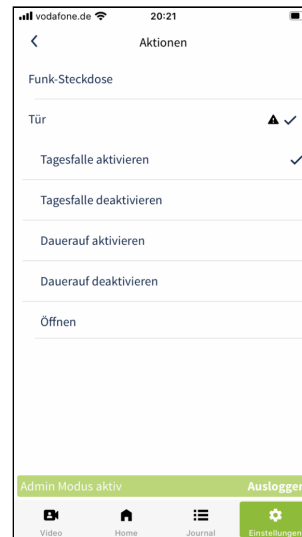 vodafone.de 20:21
Aktionen
Funk-Steckdose
Tür
Tagesfalle aktivieren
Tagesfalle deaktivieren
Dauerauf aktivieren
Dauerauf deaktivieren
Öffnen
Admin Modus aktiv Ausloggen
Video Home Journal Einstellungen